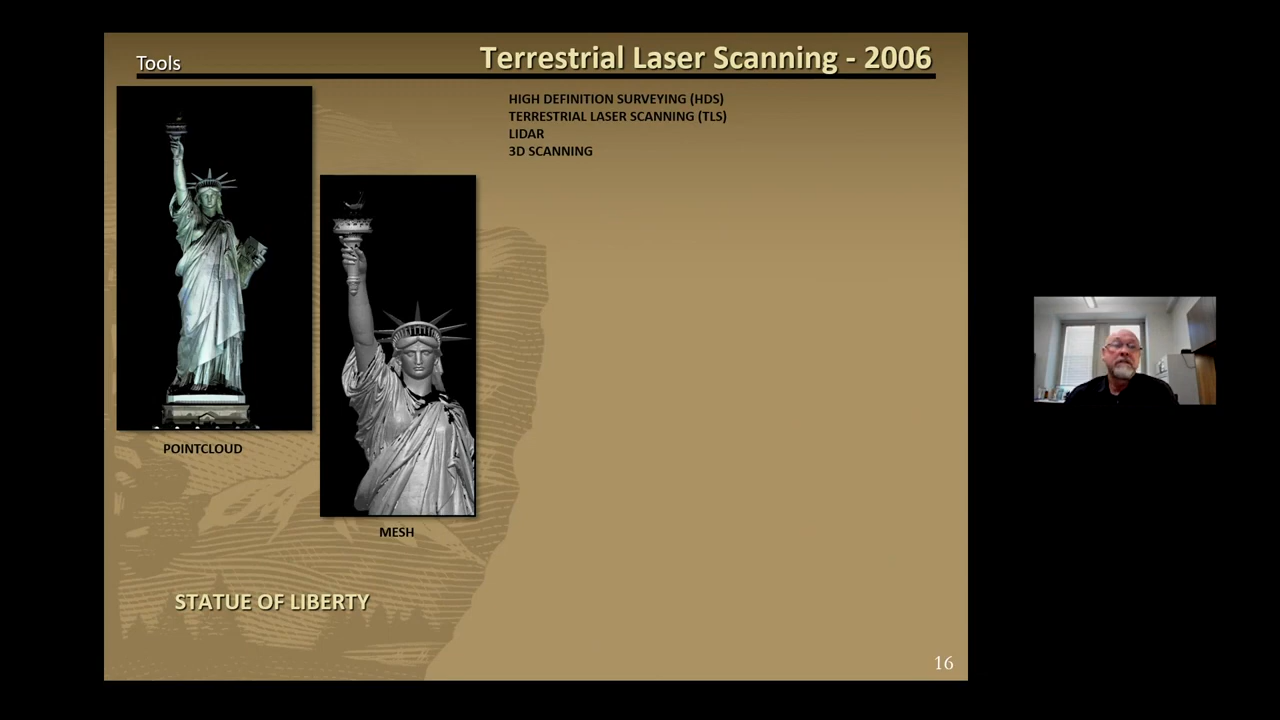 Tools
Terrestrial Laser Scanning - 2006
HIGH DEFINITION SURVEYING (HDS)
TERRESTRIAL LASER SCANNING (TLS)
LIDAR
3D SCANNING
POINTCLOUD
MESH
STATUE OF LIBERTY
16